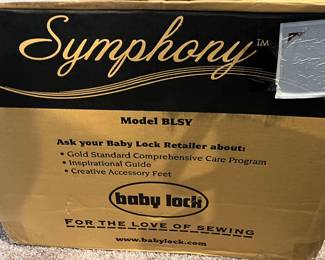 Symphony™
Model BLSY
Ask your Baby Lock Retailer about:
• Gold Standard Comprehensive Care Program
• Inspirational Guide
• Creative Accessory Feet
baby lock
FOR THE LOVE OF SEWING
www.babylock.com